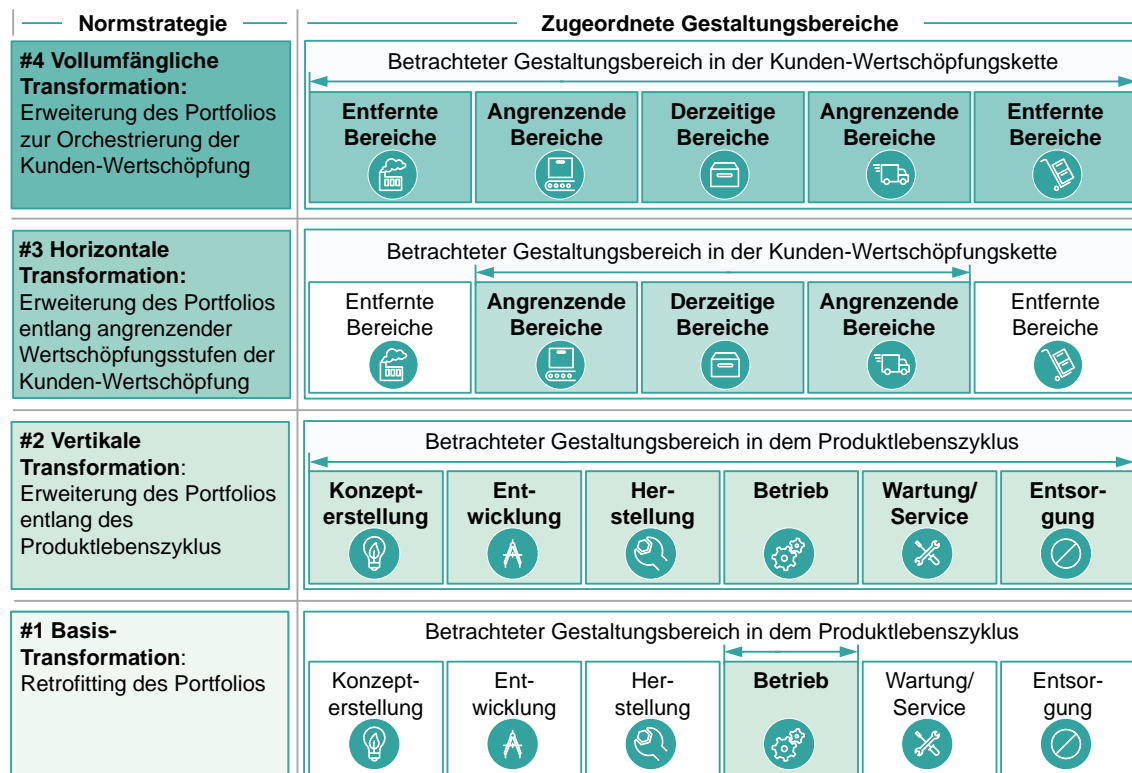 Normstrategie
Zugeordnete Gestaltungsbereiche
#4 Vollumfängliche
Transformation:
Erweiterung des Portfolios
zur Orchestrierung der
Kunden-Wertschöpfung
Betrachteter Gestaltungsbereich in der Kunden-Wertschöpfungskette
Entfernte
Bereiche
Angrenzende
Bereiche
Derzeitige
Bereiche
Angrenzende
Bereiche
Entfernte
Bereiche
#3 Horizontale
Transformation:
Erweiterung des Portfolios
entlang angrenzender
Wertschöpfungsstufen der
Kunden-Wertschöpfung
Betrachteter Gestaltungsbereich in der Kunden-Wertschöpfungskette
Entfernte
Bereiche
Angrenzende
Bereiche
Derzeitige
Bereiche
Angrenzende
Bereiche
Entfernte
Bereiche
#2 Vertikale
Transformation:
Erweiterung des Portfolios
entlang des
Produktlebenszyklus
Betrachteter Gestaltungsbereich in dem Produktlebenszyklus
Konzept-
erstellung
Ent-
wicklung
Her-
stellung
Betrieb
Wartung/
Service
Entsor-
gung
#1 Basis-
Transformation:
Retrofitting des Portfolios
Betrachteter Gestaltungsbereich in dem Produktlebenszyklus
Konzept-
erstellung
Ent-
wicklung
Her-
stellung
Betrieb
Wartung/
Service
Entsor-
gung